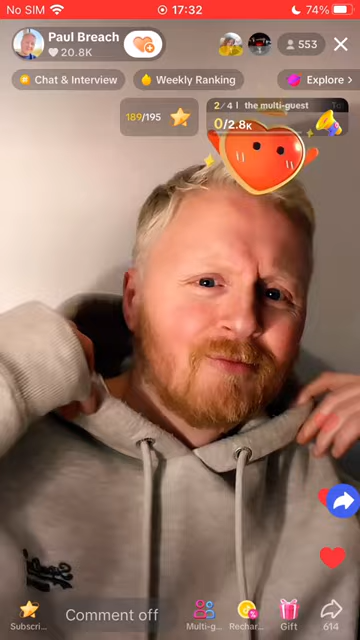 No SIM 17:32 74%
Paul Breach
20.8K
553
Chat & Interview
Weekly Ranking
Explore >
189/195
2/4 | the multi-guest
0/2.8K
Subscri...
Comment off
Multi-g...
Rechar...
Gift
614